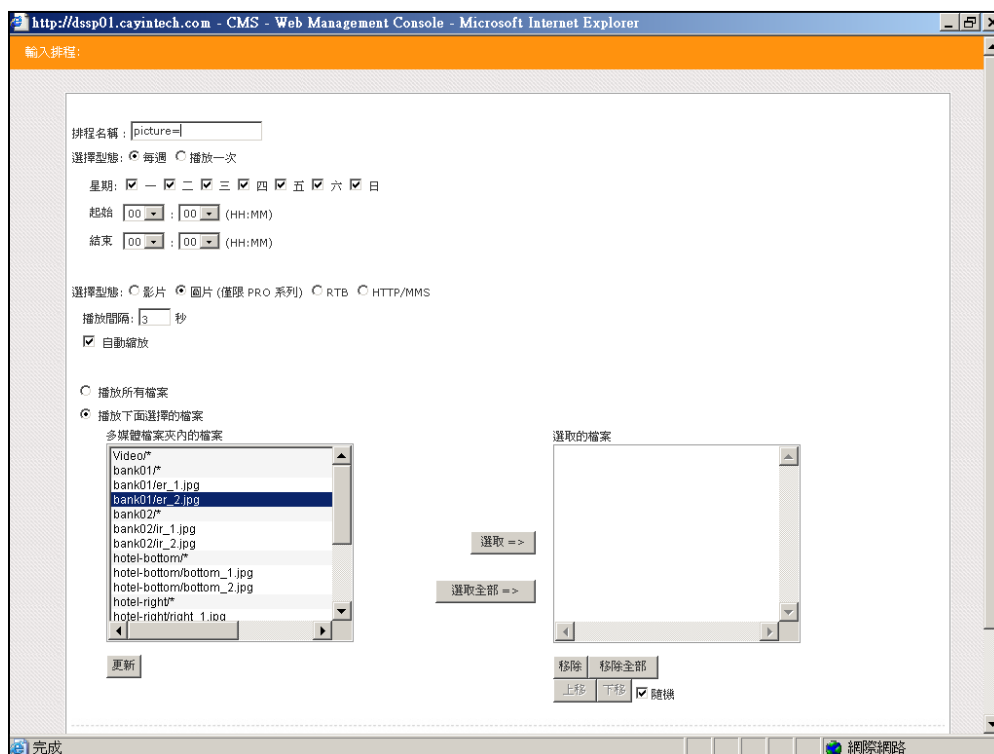 http://dssp01.cayintech.com - CMS - Web Management Console - Microsoft Internet Explorer
輸入排程:
排程名稱 : picture=
選擇型態: 每週 播放一次
星期: 一 二 三 四 五 六 日
起始 00 : 00 (HH:MM)
結束 00 : 00 (HH:MM)
選擇型態: 影片 圖片 (僅限 PRO 系列) RTB HTTP/MMS
播放間隔: 3 秒
自動縮放
播放所有檔案
播放下面選擇的檔案
多媒體檔案夾內的檔案
Video/*
bank01/*
bank01/er_1.jpg
bank01/er_2.jpg
bank02/*
bank02/ir_1.jpg
bank02/ir_2.jpg
hotel-bottom/*
hotel-bottom/bottom_1.jpg
hotel-bottom/bottom_2.jpg
hotel-right/*
hotel-right/right_1.jpg
更新
選取 =>
選取全部 =>
選取的檔案
移除 移除全部
上移 下移 隨機
完成 網際網路